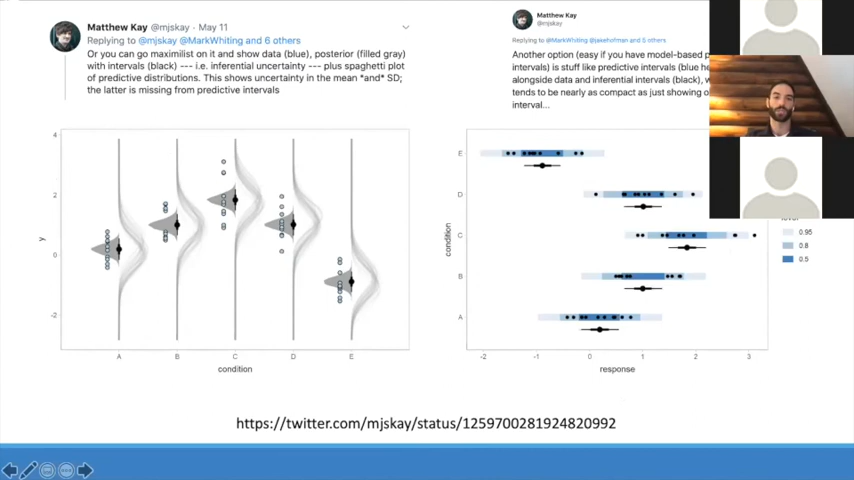 Matthew Kay @mjskay · May 11
Replying to @mjskay @MarkWhiting and 6 others
Or you can go maximilist on it and show data (blue), posterior (filled gray)
with intervals (black) --- i.e. inferential uncertainty --- plus spaghetti plot
of predictive distributions. This shows uncertainty in the mean *and* SD;
the latter is missing from predictive intervals
4
2
0
-2
y
A B C D E
condition
Matthew Kay
@mjskay
Replying to @MarkWhiting @jakehofman and 5 others
Another option (easy if you have model-based p
intervals) is stuff like predictive intervals (blue he
alongside data and inferential intervals (black), w
tends to be nearly as compact as just showing o
interval...
E
D
C
B
A
condition
-2 -1 0 1 2 3
response
0.95
0.8
0.5
https://twitter.com/mjskay/status/1259700281924820992